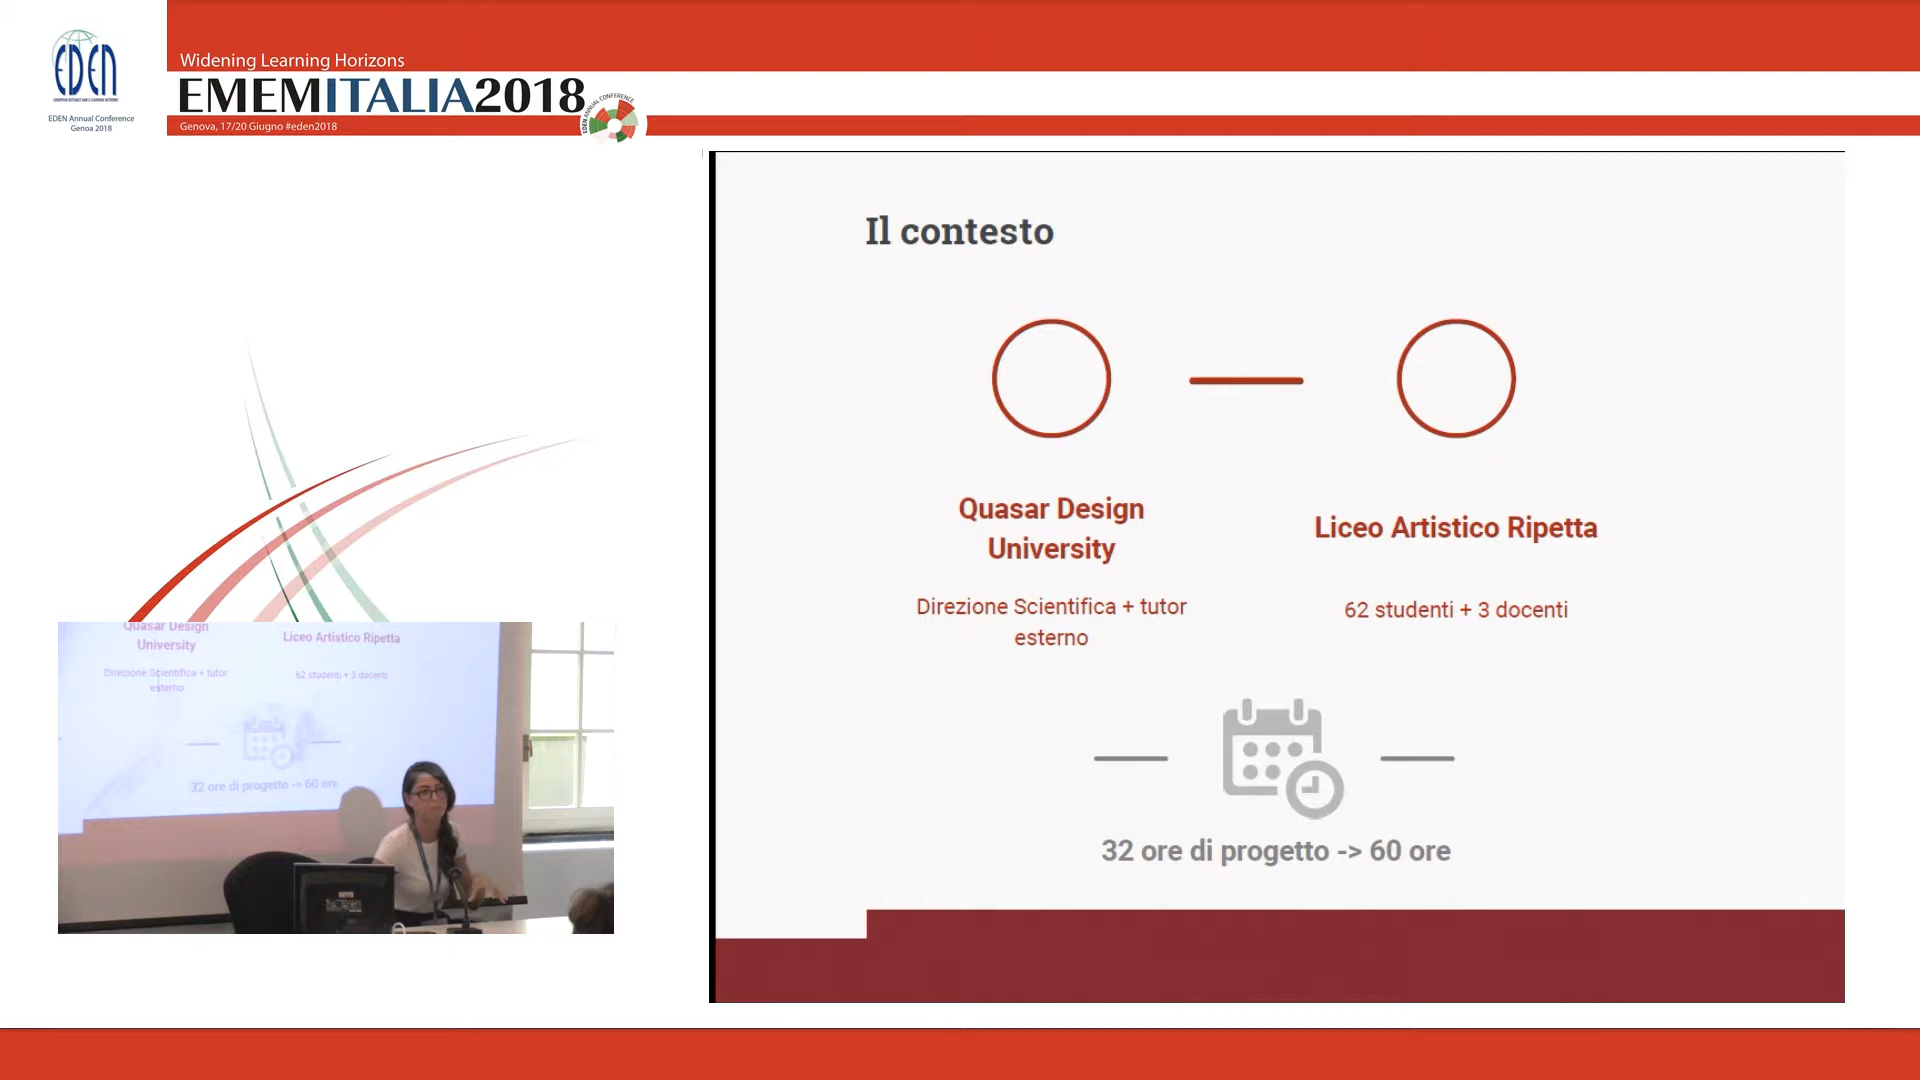 EDEN
EDEN Annual Conference
Genoa 2018
Widening Learning Horizons
EMEMITALIA2018
Genova, 17/20 Giugno #eden2018
EDEN ANNUAL CONFERENCE
Il contesto
Quasar Design
University
Liceo Artistico Ripetta
Direzione Scientifica + tutor
esterno
62 studenti + 3 docenti
32 ore di progetto -> 60 ore
Quasar Design
University
Liceo Artistico Ripetta
Direzione Scientifica + tutor
esterno
62 studenti + 3 docenti
32 ore di progetto -> 60 ore